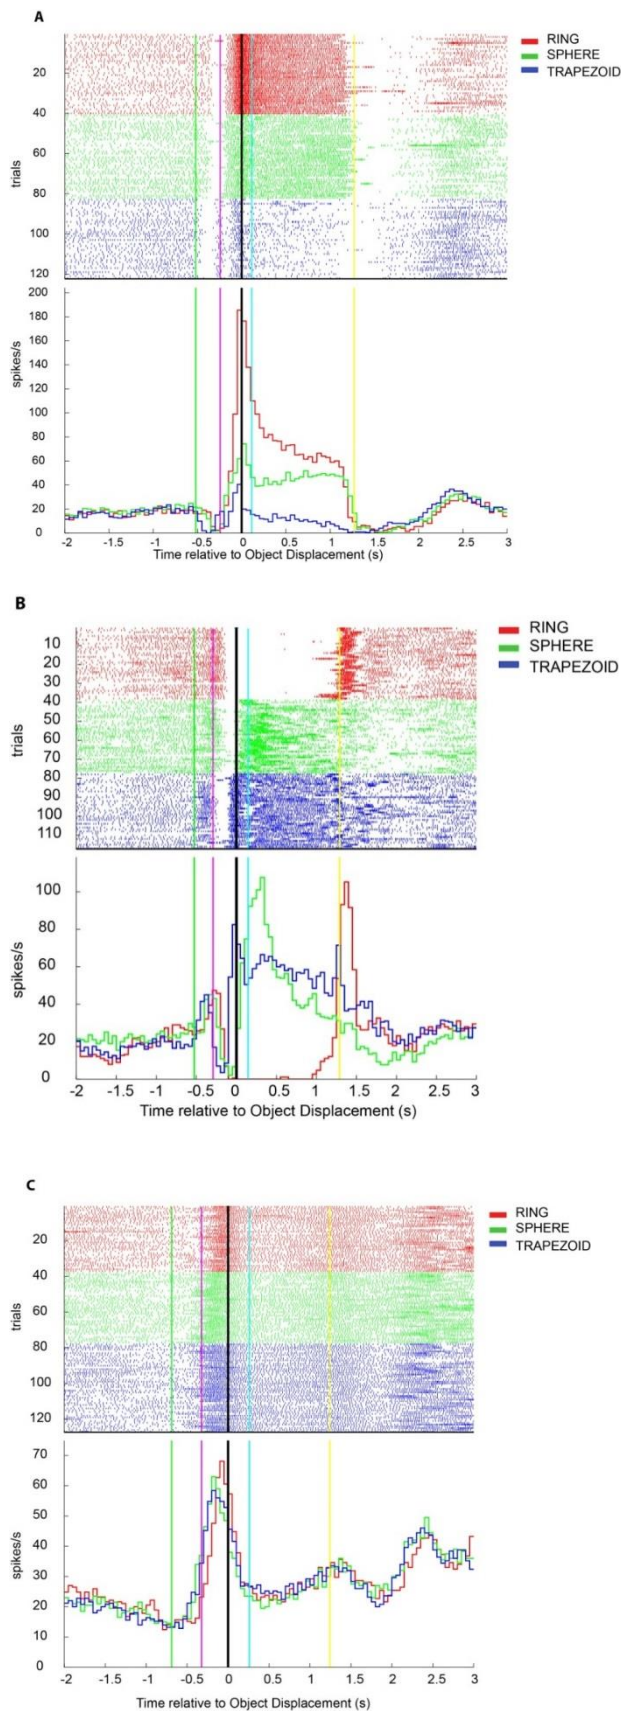 A
RING
SPHERE
TRAPEZOID
20
40
60
80
100
120
trials
200
180
160
140
120
100
80
60
40
20
0
spikes/s
-2 -1.5 -1 -0.5 0 0.5 1 1.5 2 2.5 3
Time relative to Object Displacement (s)
B
RING
SPHERE
TRAPEZOID
10
20
30
40
50
60
70
80
90
100
110
trials
100
80
60
40
20
0
spikes/s
-2 -1.5 -1 -0.5 0 0.5 1 1.5 2 2.5 3
Time relative to Object Displacement (s)
C
RING
SPHERE
TRAPEZOID
20
40
60
80
100
120
trials
70
60
50
40
30
20
10
0
spikes/s
-2 -1.5 -1 -0.5 0 0.5 1 1.5 2 2.5 3
Time relative to Object Displacement (s)